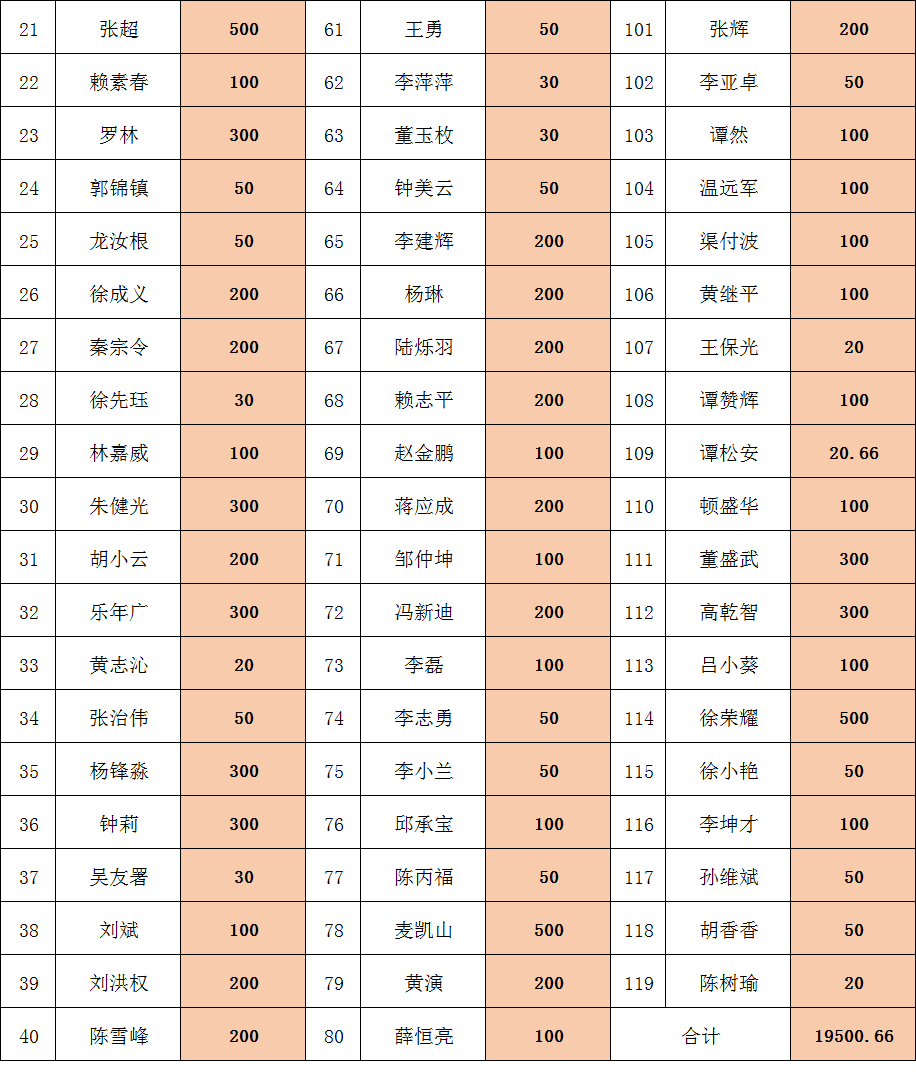 21 张超 500 61 王勇 50 101 张辉 200
22 赖素春 100 62 李萍萍 30 102 李亚卓 50
23 罗林 300 63 董玉枚 30 103 谭然 100
24 郭锦镇 50 64 钟美云 50 104 温远军 100
25 龙汝根 50 65 李建辉 200 105 渠付波 100
26 徐成义 200 66 杨琳 200 106 黄继平 100
27 秦宗令 200 67 陆烁羽 200 107 王保光 20
28 徐先珏 30 68 赖志平 200 108 谭赞辉 100
29 林嘉威 100 69 赵金鹏 100 109 谭松安 20.66
30 朱健光 300 70 蒋应成 200 110 顿盛华 100
31 胡小云 200 71 邹仲坤 100 111 董盛武 300
32 乐年广 300 72 冯新迪 200 112 高乾智 300
33 黄志沁 20 73 李磊 100 113 吕小葵 100
34 张治伟 50 74 李志勇 50 114 徐荣耀 500
35 杨锋淼 300 75 李小兰 50 115 徐小艳 50
36 钟莉 300 76 邱承宝 100 116 李坤才 100
37 吴友署 30 77 陈丙福 50 117 孙维斌 50
38 刘斌 100 78 麦凯山 500 118 胡香香 50
39 刘洪权 200 79 黄演 200 119 陈树瑜 20
40 陈雪峰 200 80 薛恒亮 100 合计 19500.66